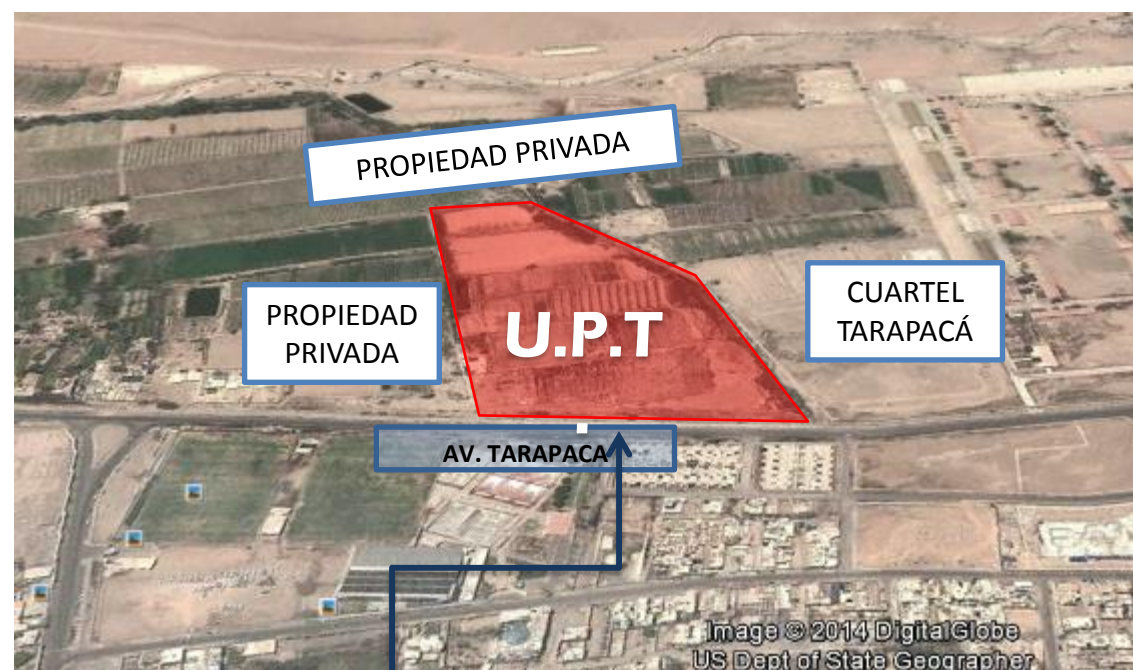 PROPIEDAD PRIVADA
PROPIEDAD
PRIVADA
U.P.T
CUARTEL
TARAPACÁ
AV. TARAPACA
Image © 2014 DigitalGlobe
US Dept of State Geographer